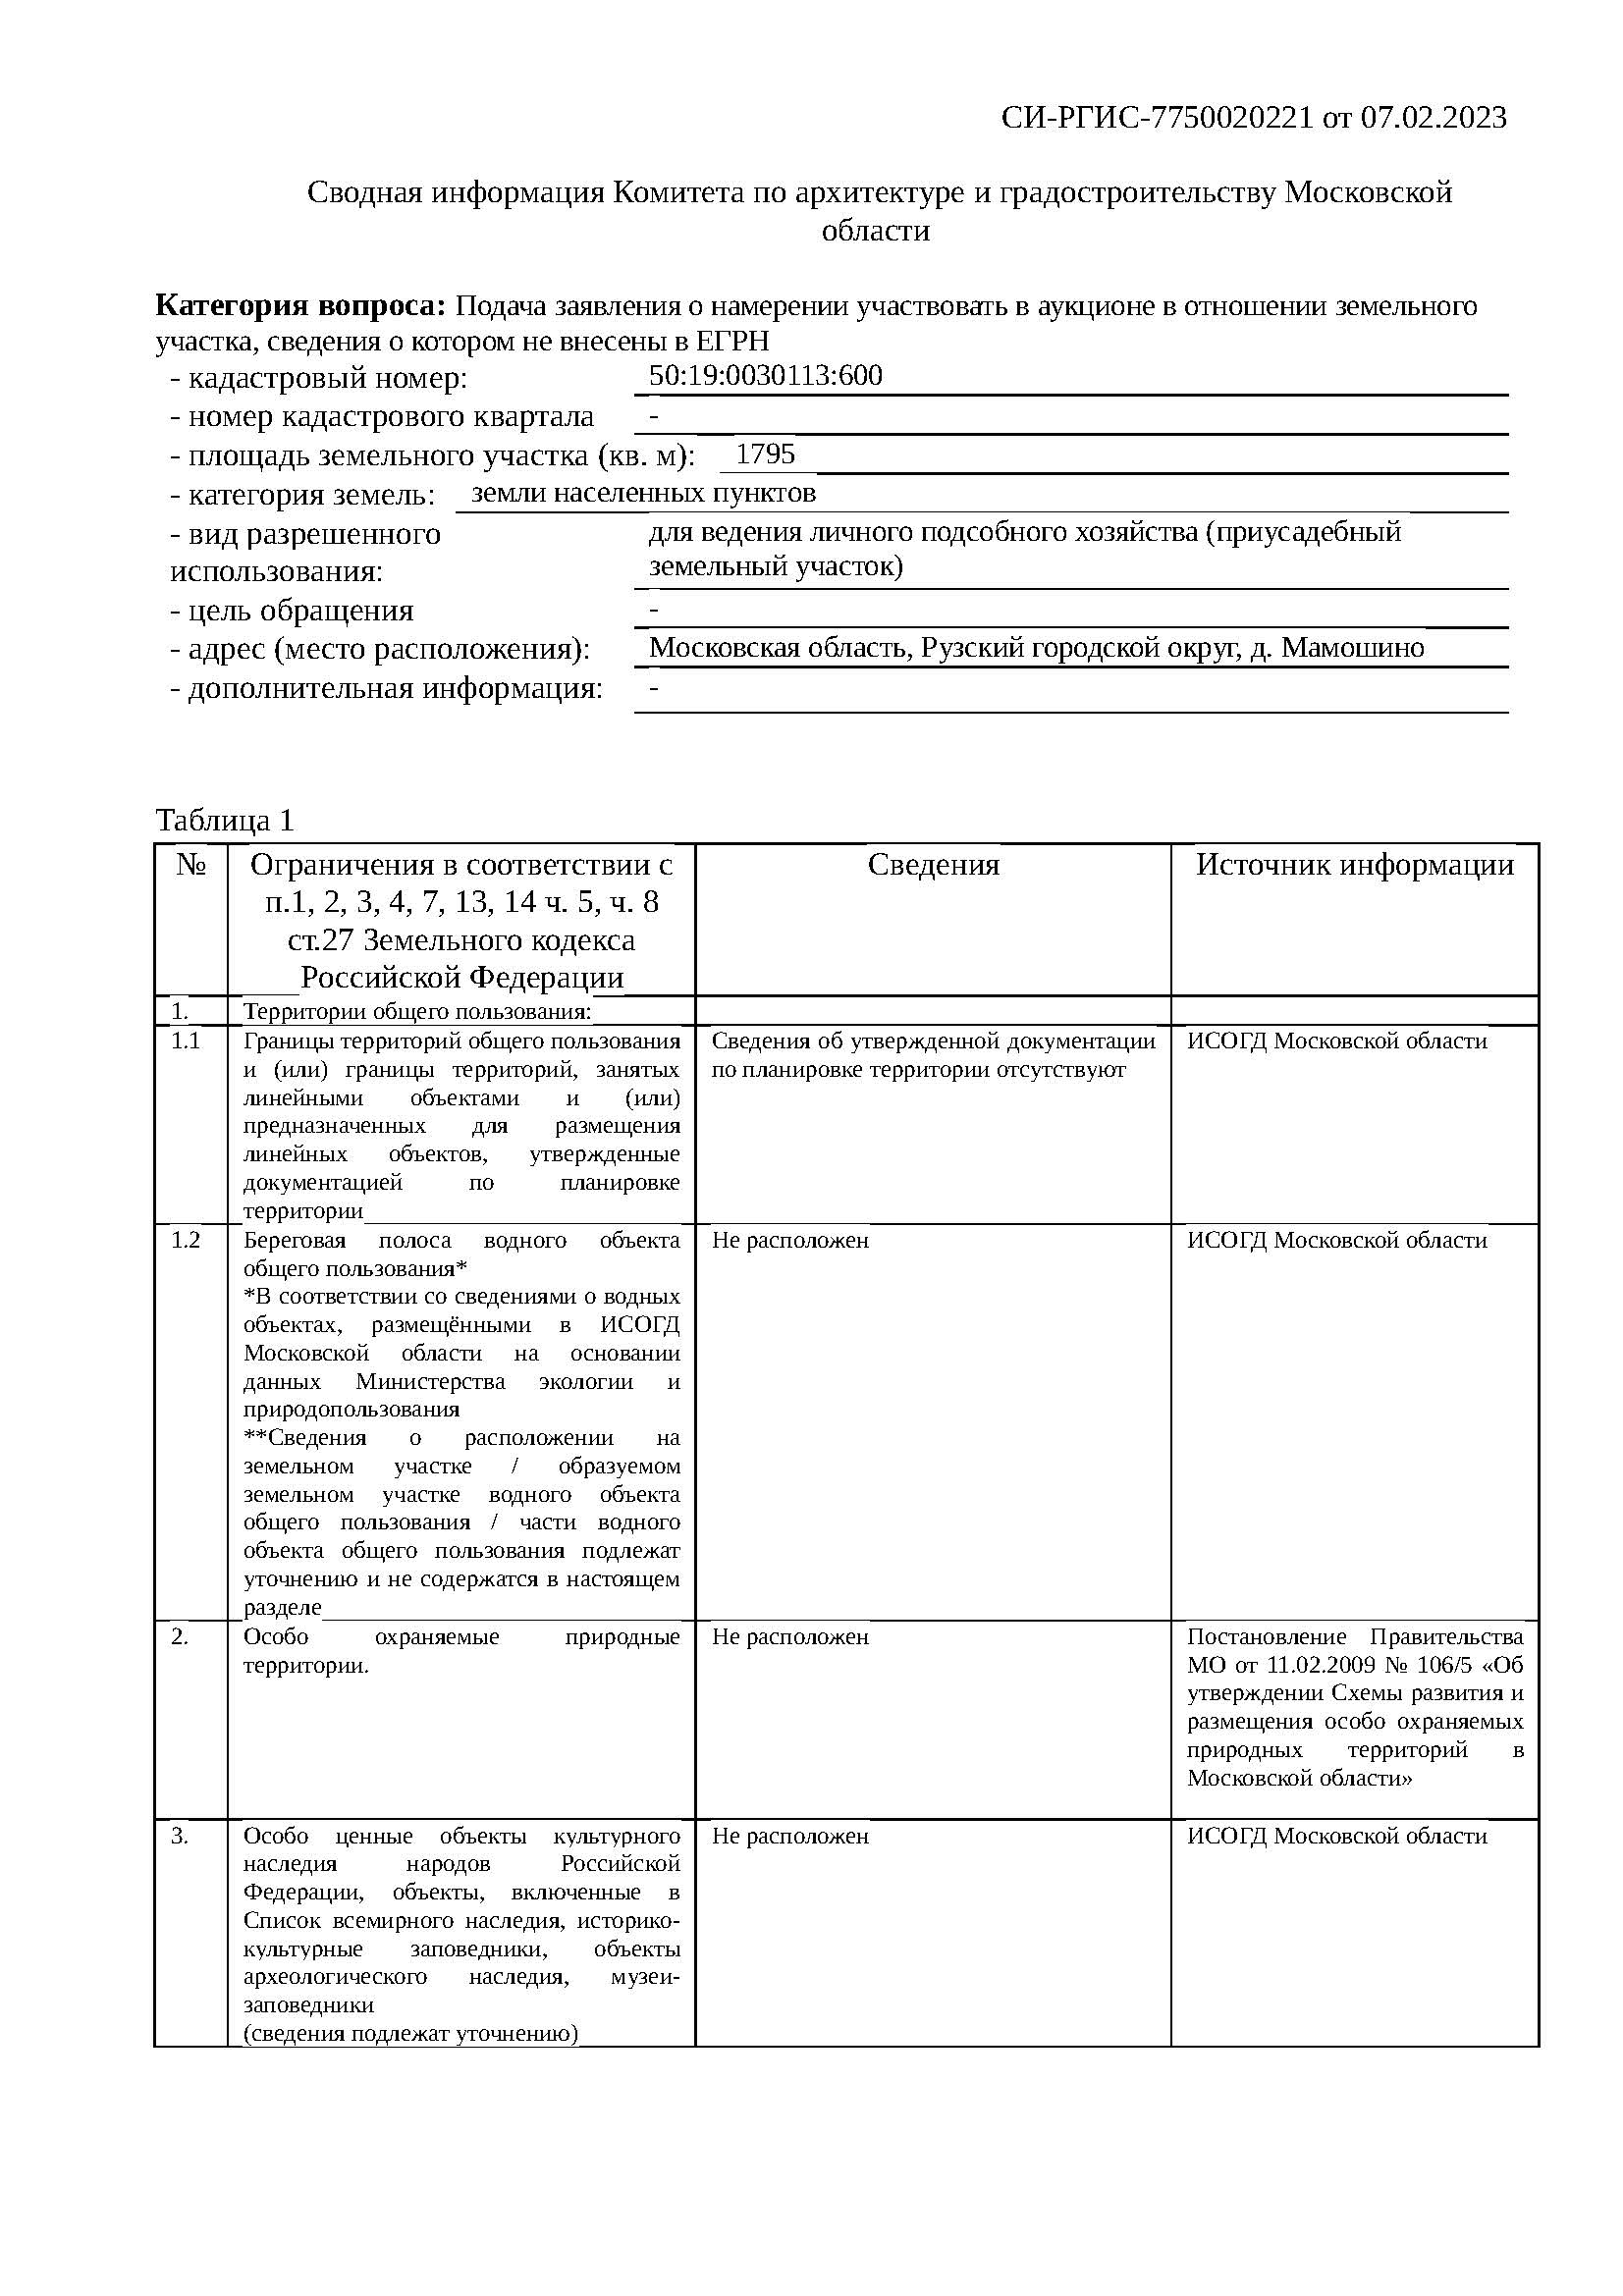 СИ-РГИС-7750020221 от 07.02.2023
Сводная информация Комитета по архитектуре и градостроительству Московской
области
Категория вопроса: Подача заявления о намерении участвовать в аукционе в отношении земельного
участка, сведения о котором не внесены в ЕГРН
- кадастровый номер: 50:19:0030113:600
- номер кадастрового квартала -
- площадь земельного участка (кв. м): 1795
- категория земель: земли населенных пунктов
- вид разрешенного
использования:
для ведения личного подсобного хозяйства (приусадебный
земельный участок)
- цель обращения -
- адрес (место расположения): Московская область, Рузский городской округ, д. Мамошино
- дополнительная информация: -
Таблица 1
№
Ограничения в соответствии с
п.1, 2, 3, 4, 7, 13, 14 ч. 5, ч. 8
ст.27 Земельного кодекса
Российской Федерации
Сведения
Источник информации
1.
Территории общего пользования:
1.1
Границы территорий общего пользования
и (или) границы территорий, занятых
линейными объектами и (или)
предназначенных для размещения
линейных объектов, утвержденные
документацией по планировке
территории
Сведения об утвержденной документации
по планировке территории отсутствуют
ИСОГД Московской области
1.2
Береговая полоса водного объекта
общего пользования*
*В соответствии со сведениями о водных
объектах, размещёнными в ИСОГД
Московской области на основании
данных Министерства экологии и
природопользования
**Сведения о расположении на
земельном участке / образуемом
земельном участке водного объекта
общего пользования / части водного
объекта общего пользования подлежат
уточнению и не содержатся в настоящем
разделе
Не расположен
ИСОГД Московской области
2.
Особо охраняемые природные
территории.
Не расположен
Постановление Правительства
МО от 11.02.2009 № 106/5 «Об
утверждении Схемы развития и
размещения особо охраняемых
природных территорий в
Московской области»
3.
Особо ценные объекты культурного
наследия народов Российской
Федерации, объекты, включенные в
Список всемирного наследия, историко-
культурные заповедники, объекты
археологического наследия, музеи-
заповедники
(сведения подлежат уточнению)
Не расположен
ИСОГД Московской области